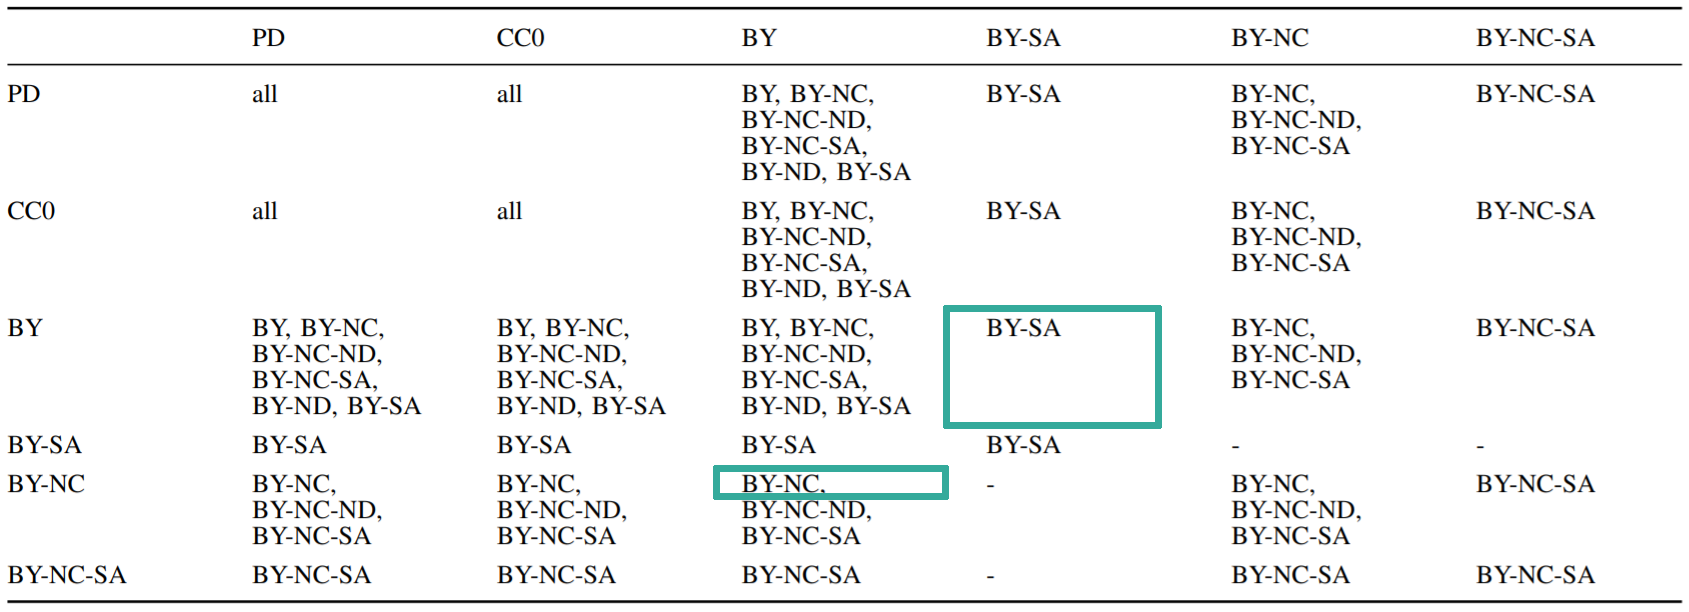 PD CC0 BY BY-SA BY-NC BY-NC-SA
PD all all BY, BY-NC, BY-SA BY-NC, BY-NC-SA
BY-NC-ND, BY-NC-ND,
BY-NC-SA, BY-NC-SA
BY-ND, BY-SA
CC0 all all BY, BY-NC, BY-SA BY-NC, BY-NC-SA
BY-NC-ND, BY-NC-ND,
BY-NC-SA, BY-NC-SA
BY-ND, BY-SA
BY BY, BY-NC, BY, BY-NC, BY, BY-NC, BY-SA BY-NC, BY-NC-SA
BY-NC-ND, BY-NC-ND, BY-NC-ND, BY-NC-ND,
BY-NC-SA, BY-NC-SA, BY-NC-SA, BY-NC-SA
BY-ND, BY-SA BY-ND, BY-SA BY-ND, BY-SA
BY-SA BY-SA BY-SA BY-SA BY-SA - -
BY-NC BY-NC, BY-NC, BY-NC, - BY-NC, BY-NC-SA
BY-NC-ND, BY-NC-ND, BY-NC-ND, BY-NC-ND,
BY-NC-SA BY-NC-SA BY-NC-SA BY-NC-SA
BY-NC-SA BY-NC-SA BY-NC-SA BY-NC-SA - BY-NC-SA BY-NC-SA